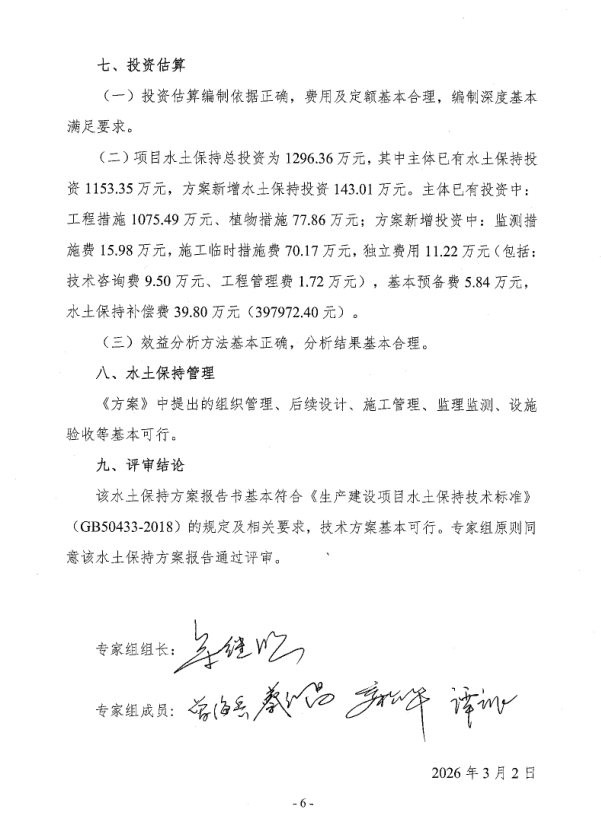 七、投资估算
（一）投资估算编制依据正确，费用及定额基本合理，编制深度基本
满足要求。
（二）项目水土保持总投资为 1296.36 万元，其中主体已有水土保持投
资 1153.35 万元，方案新增水土保持投资 143.01 万元。主体已有投资中：
工程措施 1075.49 万元、植物措施 77.86 万元；方案新增投资中：监测措
施费 15.98 万元，施工临时措施费 70.17 万元，独立费用 11.22 万元（包括：
技术咨询费 9.50 万元、工程管理费 1.72 万元），基本预备费 5.84 万元，
水土保持补偿费 39.80 万元（397972.40 元）。
（三）效益分析方法基本正确，分析结果基本合理。
八、水土保持管理
《方案》中提出的组织管理、后续设计、施工管理、监理监测、设施
验收等基本可行。
九、评审结论
该水土保持方案报告书基本符合《生产建设项目水土保持技术标准》
（GB50433-2018）的规定及相关要求，技术方案基本可行。专家组原则同
意该水土保持方案报告通过评审。
专家组组长：
专家组成员：
2026 年 3 月 2 日
- 6 -